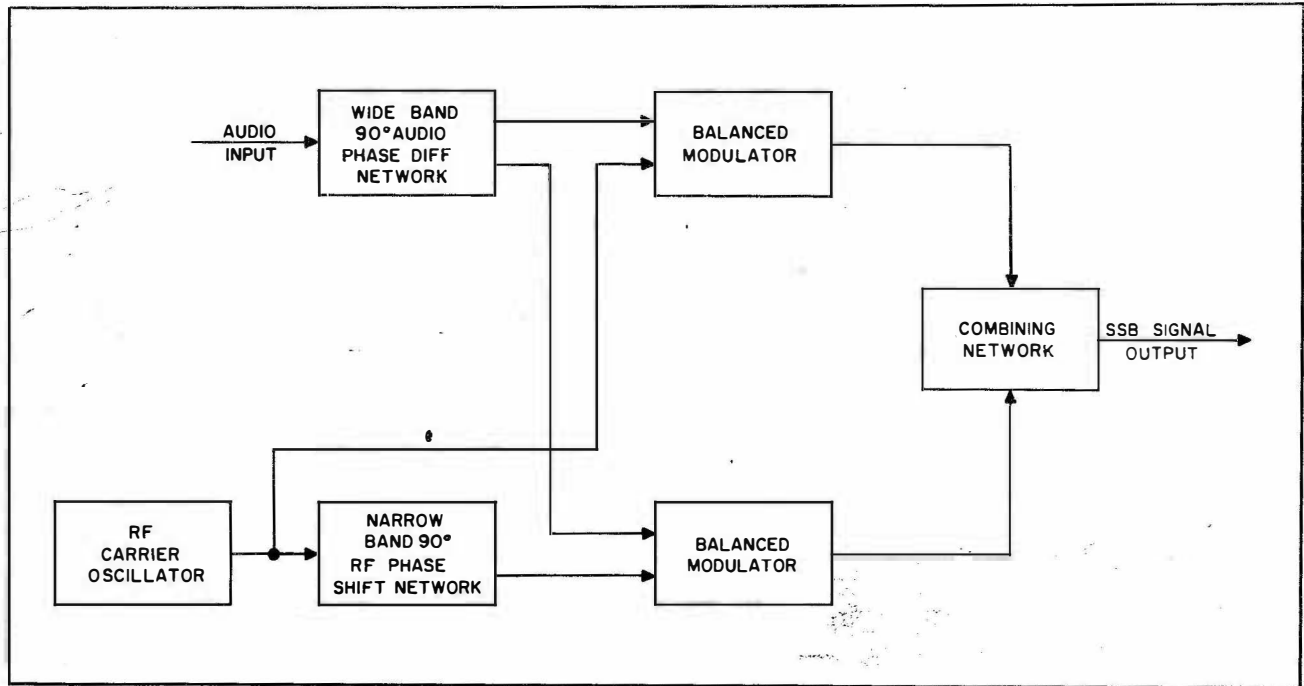 AUDIO
INPUT
WIDE BAND
90° AUDIO
PHASE DIFF
NETWORK
BALANCED
MODULATOR
COMBINING
NETWORK
SSB SIGNAL
OUTPUT
RF
CARRIER
OSCILLATOR
NARROW
BAND 90°
RF PHASE
SHIFT NETWORK
BALANCED
MODULATOR